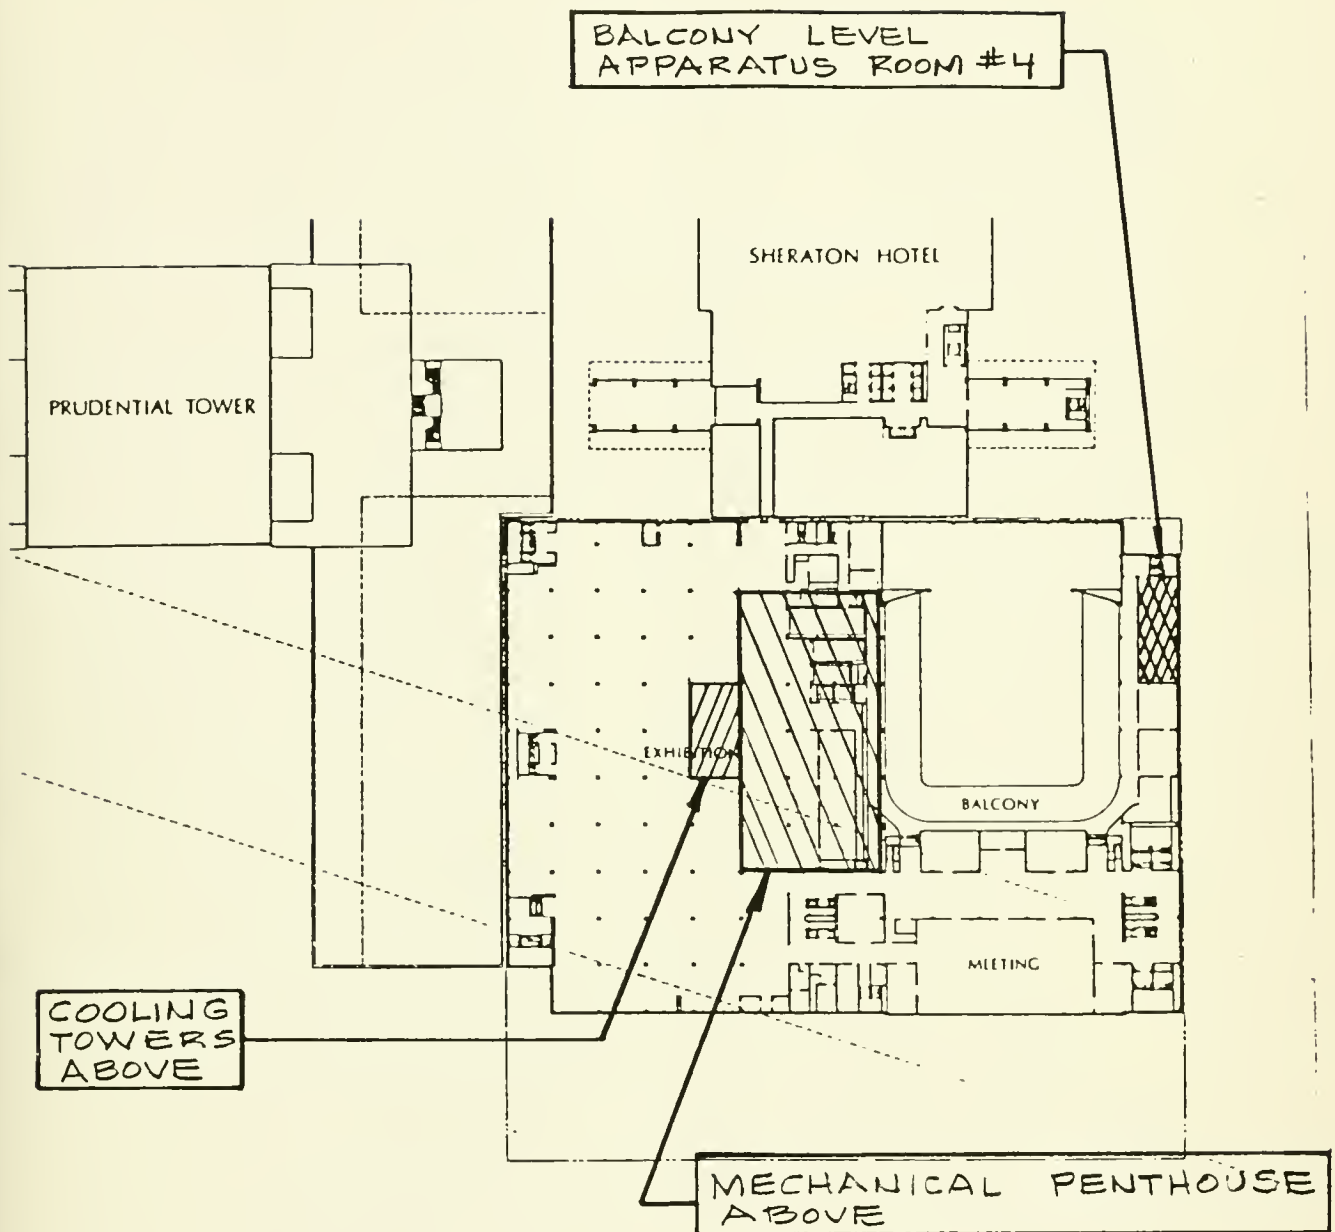 BALCONY LEVEL
APPARATUS ROOM #4
SHERATON HOTEL
PRUDENTIAL TOWER
EXHIBITION
BALCONY
MEETING
COOLING
TOWERS
ABOVE
MECHANICAL PENTHOUSE
ABOVE